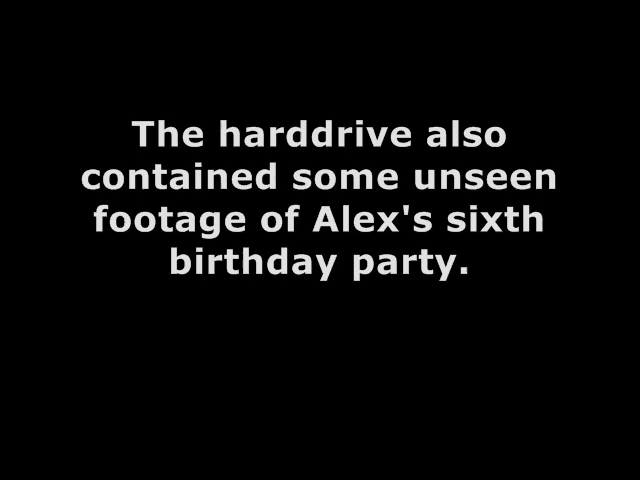 The harddrive also
contained some unseen
footage of Alex's sixth
birthday party.